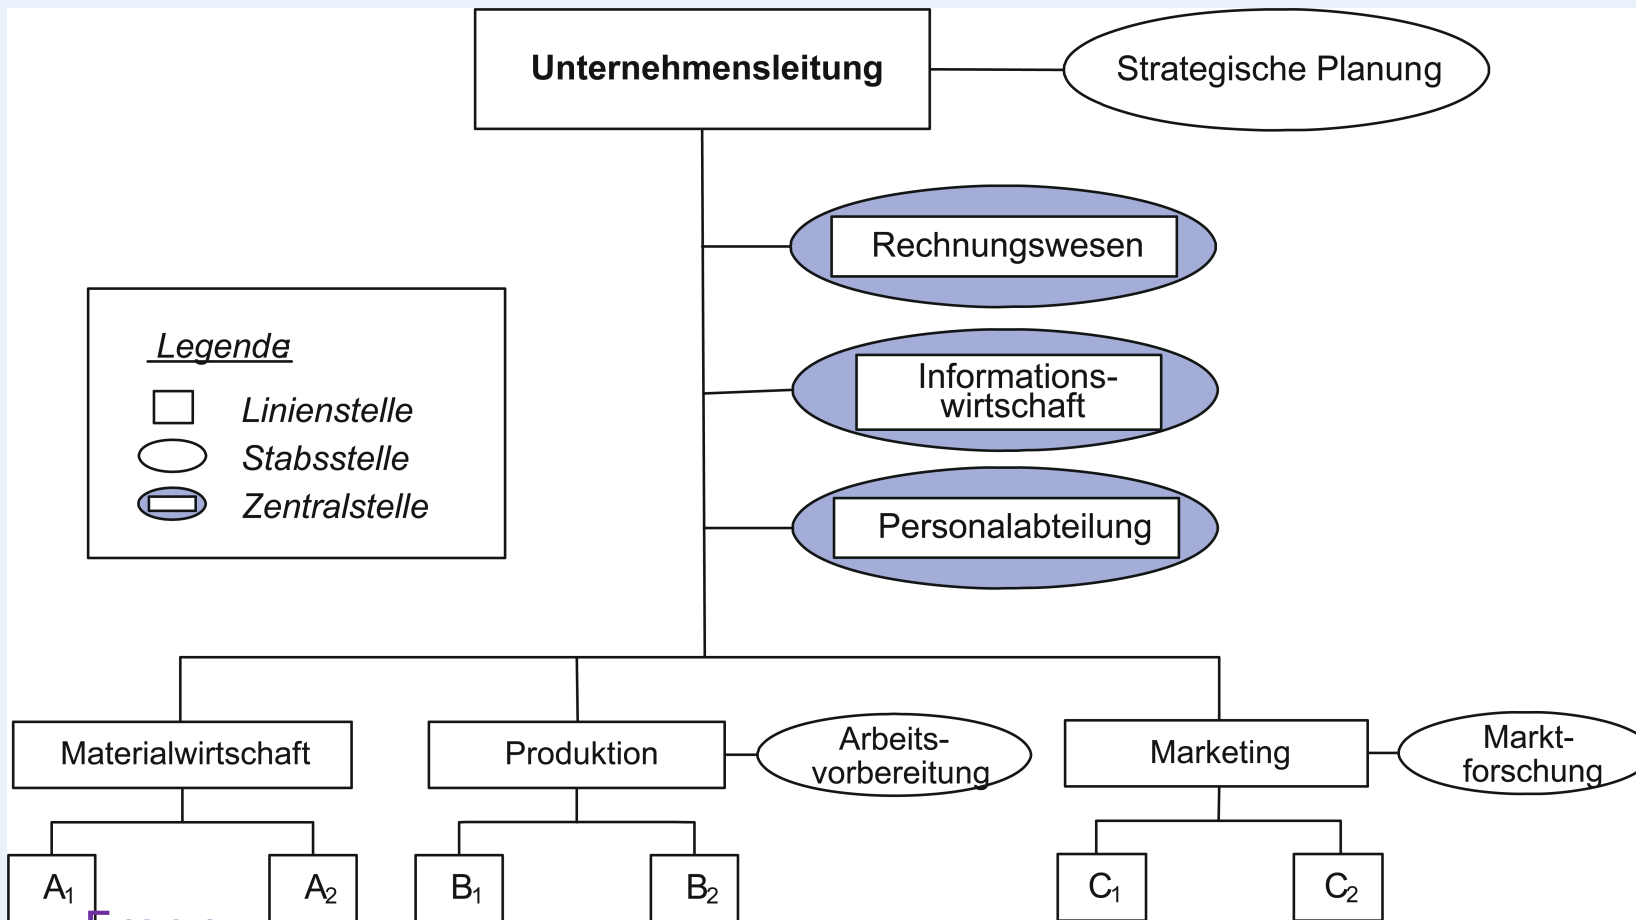 Unternehmensleitung
Strategische Planung
Rechnungswesen
Informations-
wirtschaft
Personalabteilung
Legende:
Linienstelle
Stabsstelle
Zentralstelle
Materialwirtschaft
Produktion
Arbeits-
vorbereitung
Marketing
Markt-
forschung
A1
A2
B1
B2
C1
C2